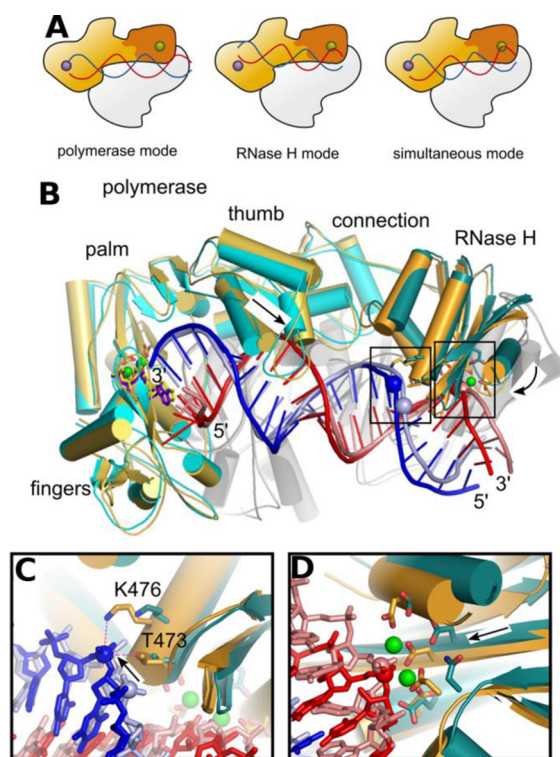 A
polymerase mode RNase H mode simultaneous mode
polymerase
B
thumb connection
palm RNase H
3'
5'
fingers
3'
5'
C
K476
T473
D